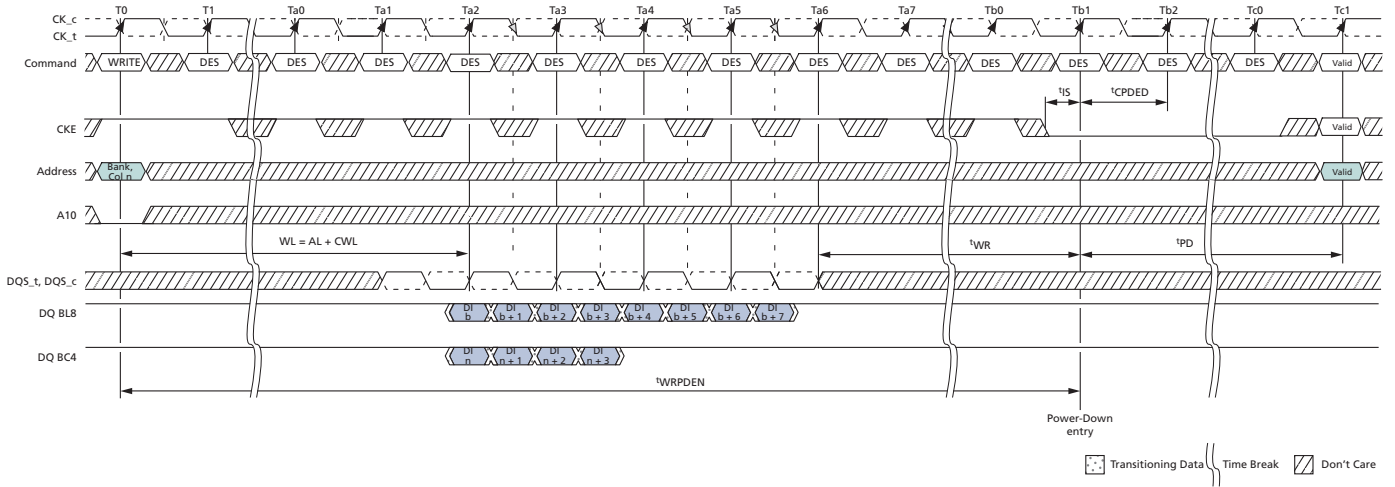 T0 T1 Ta0 Ta1 Ta2 Ta3 Ta4 Ta5 Ta6 Ta7 Tb0 Tb1 Tb2 Tc0 Tc1
CK_c
CK_t
Command WRITE DES DES DES DES DES DES DES DES DES DES DES DES DES Valid
tIS tCPDED
CKE Valid
Address Bank, Col n Valid
A10
WL = AL + CWL tWR tPD
DQS_t, DQS_c
DQ BL8 DI b DI b + 1 DI b + 2 DI b + 3 DI b + 4 DI b + 5 DI b + 6 DI b + 7
DQ BC4 DI n DI n + 1 DI n + 2 DI n + 3
tWRPDEN
Power-Down
entry
Transitioning Data Time Break Don't Care